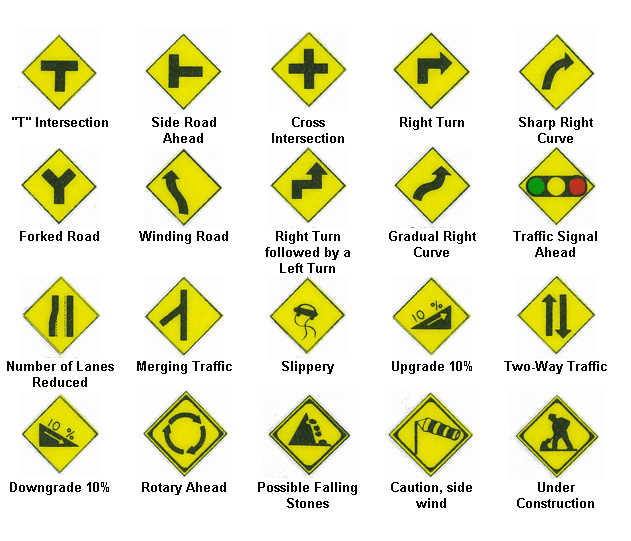 "T" Intersection
Side Road
Ahead
Cross
Intersection
Right Turn
Sharp Right
Curve
Forked Road
Winding Road
Right Turn
followed by a
Left Turn
Gradual Right
Curve
Traffic Signal
Ahead
10 %
Number of Lanes
Reduced
Merging Traffic
Slippery
Upgrade 10%
Two-Way Traffic
10 %
Downgrade 10%
Rotary Ahead
Possible Falling
Stones
Caution, side
wind
Under
Construction